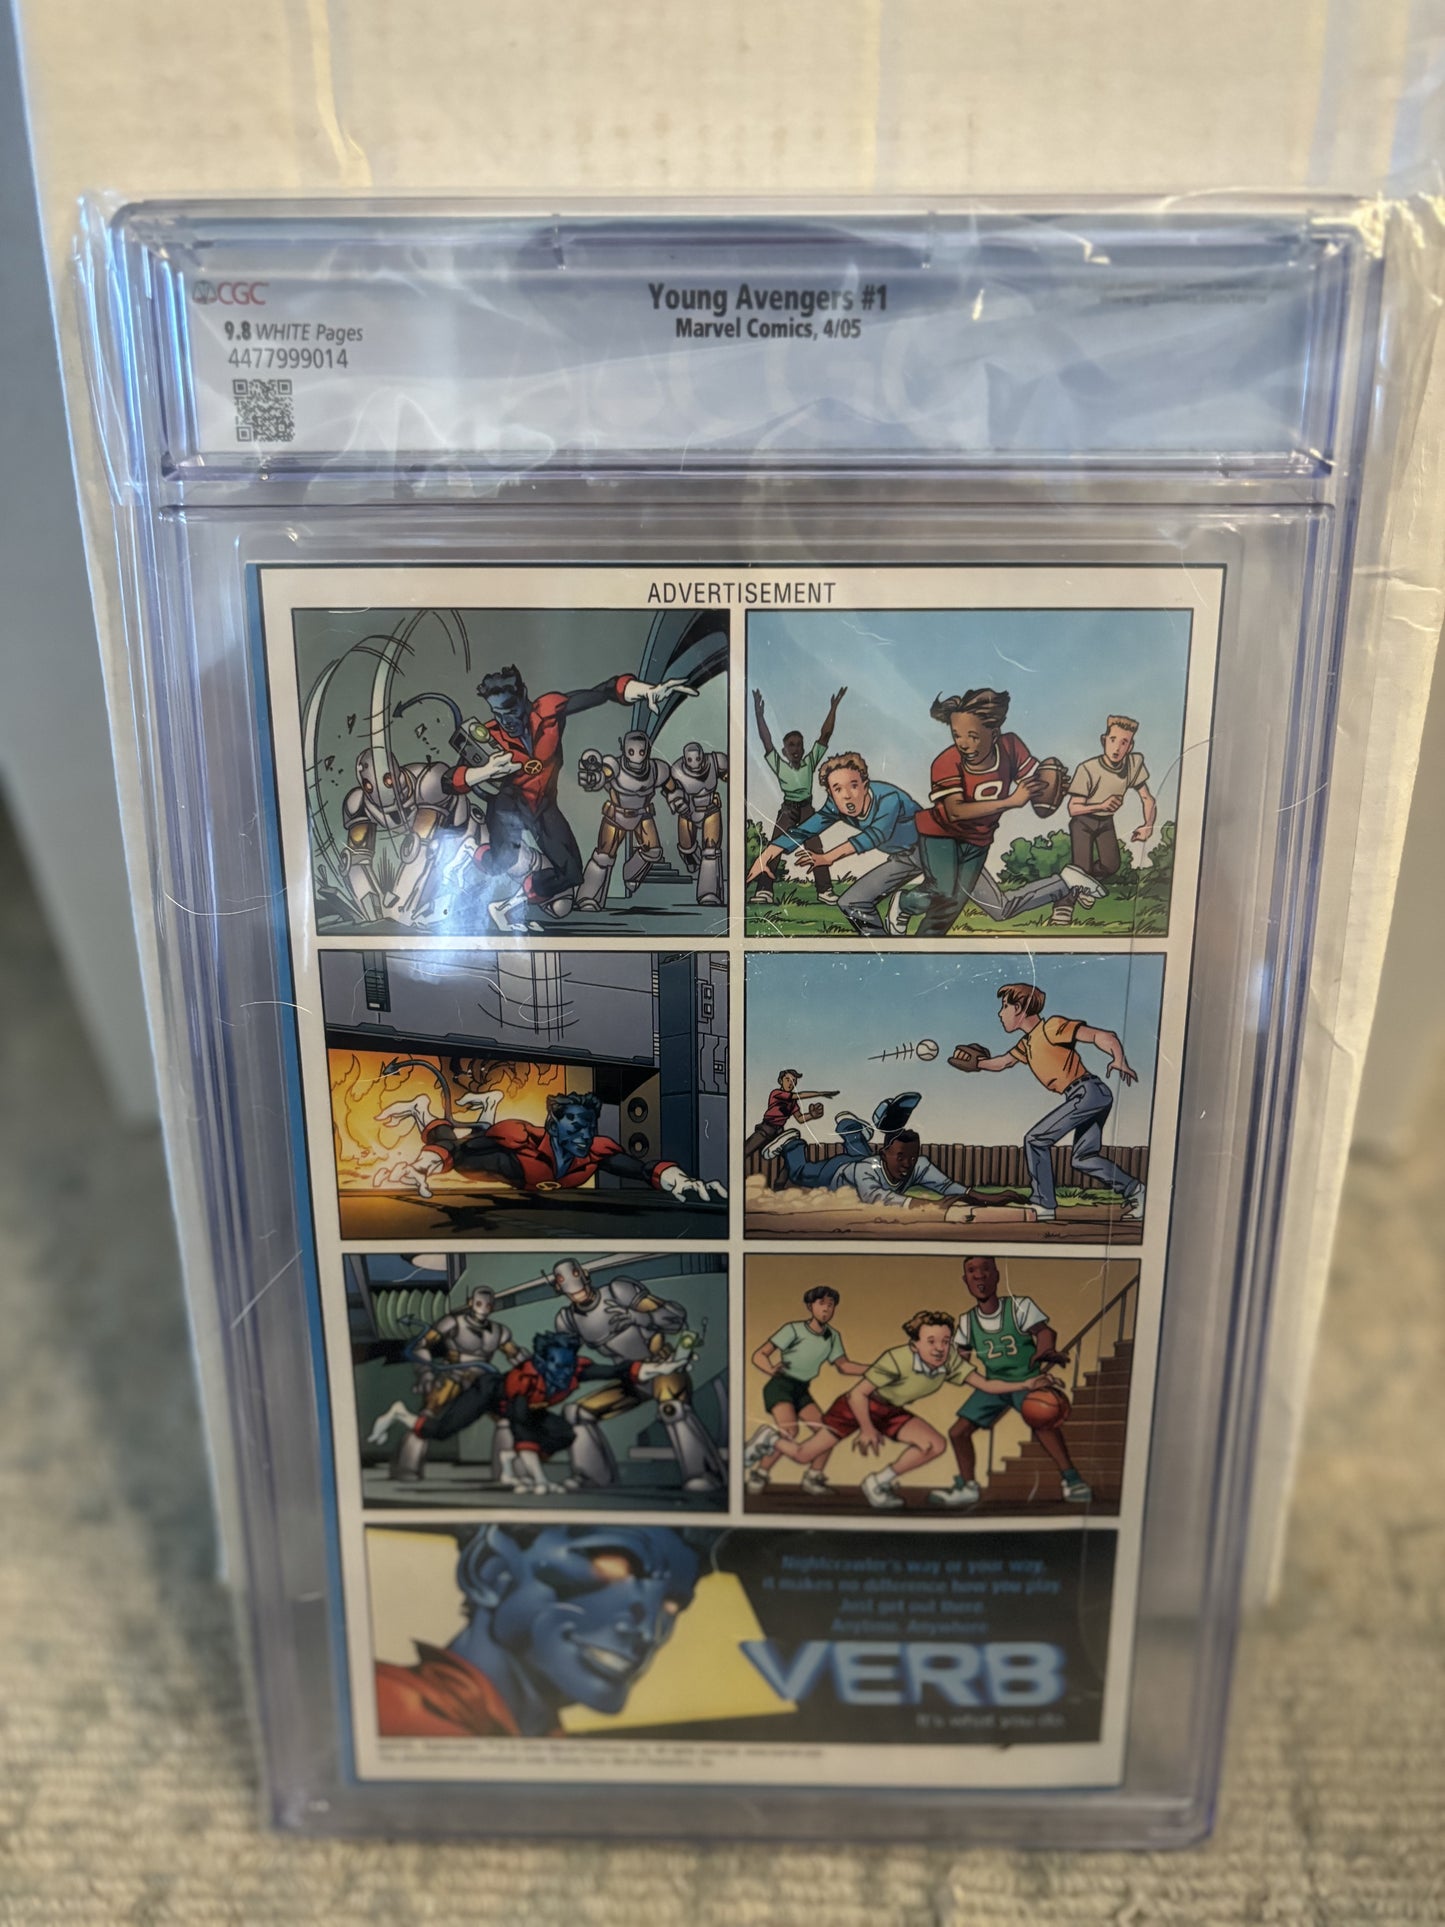 CGC
Young Avengers #1
Marvel Comics, 4/05
9.8 WHITE Pages
4477999014
ADVERTISEMENT
23
Nightcrawler's way or your way,
it makes no difference how you play.
Just get out there.
Anytime. Anywhere.
VERB
It's what you do.